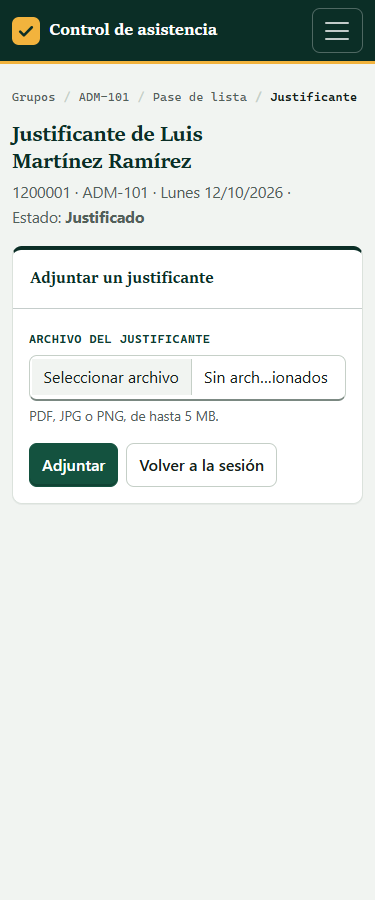 Control de asistencia
Grupos / ADM-101 / Pase de lista / Justificante
Justificante de Luis
Martínez Ramírez
1200001 · ADM-101 · Lunes 12/10/2026 ·
Estado: Justificado
Adjuntar un justificante
ARCHIVO DEL JUSTIFICANTE
Seleccionar archivo Sin arch...ionados
PDF, JPG o PNG, de hasta 5 MB.
Adjuntar Volver a la sesión